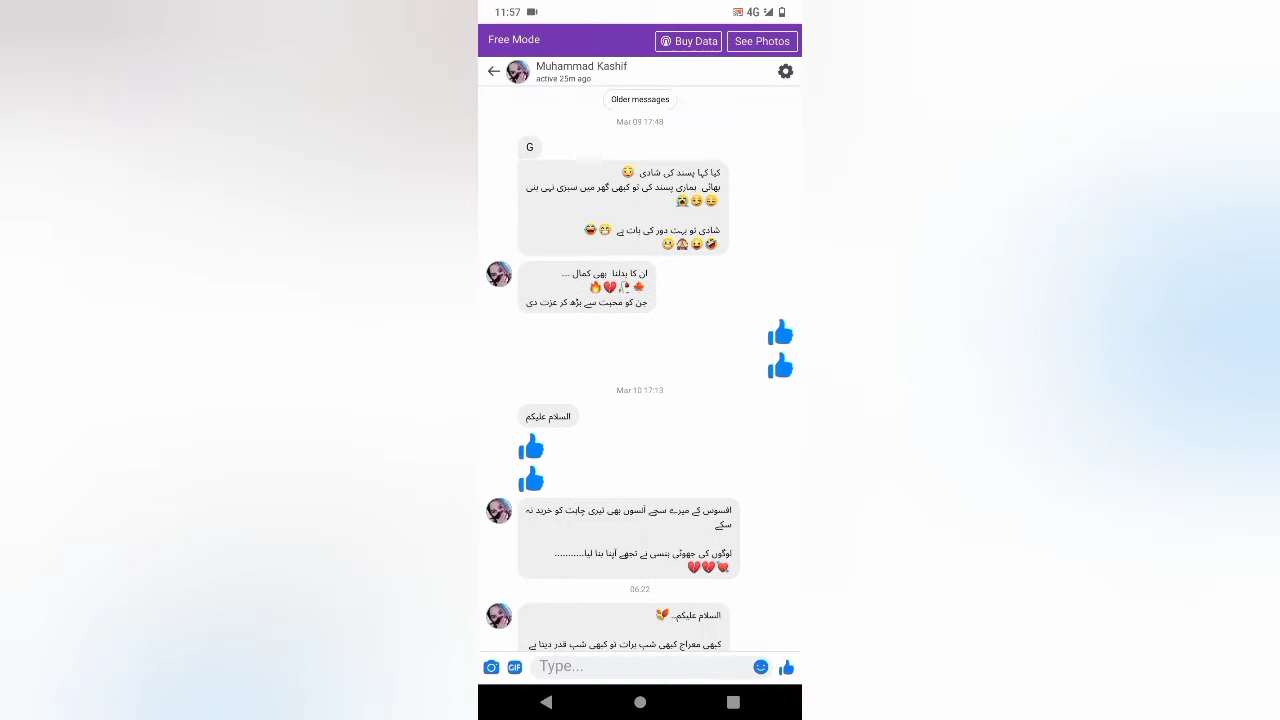 11:57
4G
Free Mode
Buy Data
See Photos
Muhammad Kashif
active 25m ago
Older messages
Mar 09 17:48
G
کیا کہا پسند کی شادی 😳
بھائی ہماری پسند کی تو کبھی گھر میں سبزی نہی بنی
😭😏😑
شادی تو بہت دور کی بات ہے 😁😂
🤣😜🙈😀
ان کا بدلنا بھی کمال ....
🍁🥀💔🔥
جن کو محبت سے بڑھ کر عزت دی
Mar 10 17:13
السلام علیکم
افسوس کے میرے سچے آنسوں بھی تیری چاہت کو خرید نہ
سکے
لوگوں کی جھوٹی ہنسی نے تجھے اپنا بنا لیا...........
💘💔💔
06:22
السلام علیکم..
کبھی معراج کبھی شب برات تو کبھی شب قدر دیتا ہے
GIF
Type...